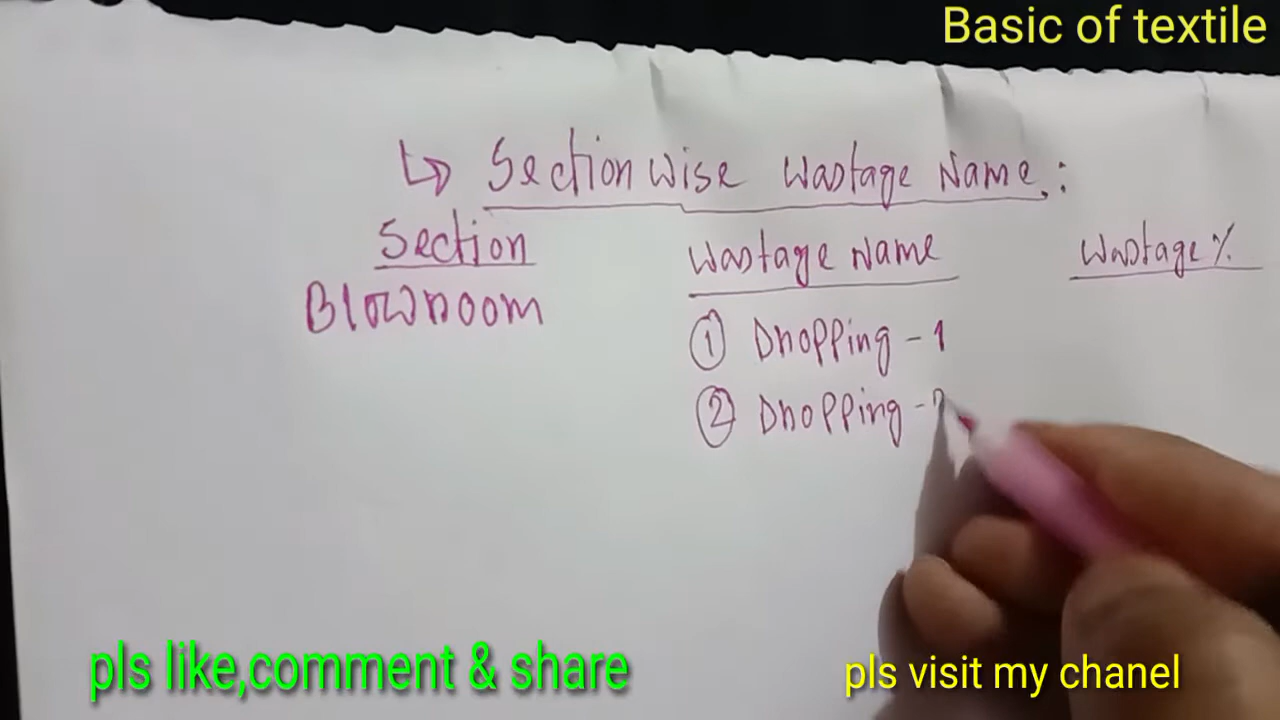 Basic of textile
Section wise wastage Name :
Section wastage Name wastage %
Blowroom
① Dropping - 1
② Dropping -
pls like,comment & share
pls visit my chanel